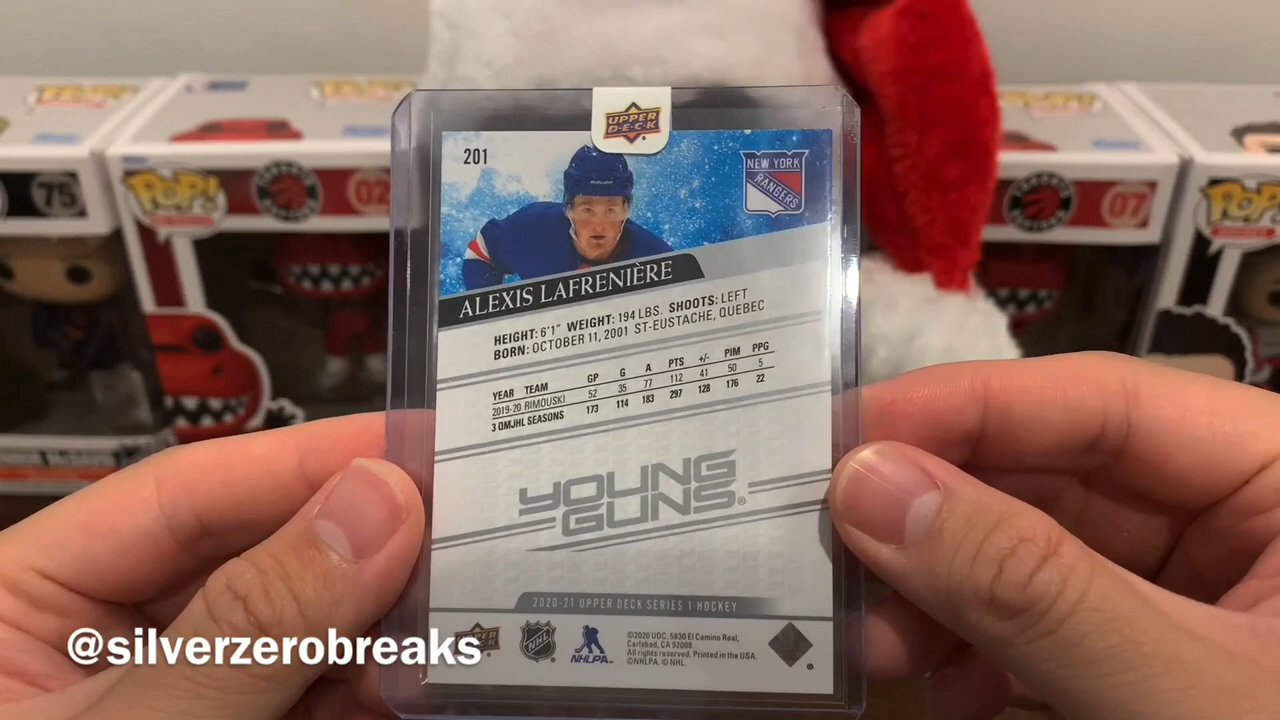 UPPER
D·E·C·K
201
NEW YORK
RANGERS
ALEXIS LAFRENIÈRE
HEIGHT: 6'1" WEIGHT: 194 LBS. SHOOTS: LEFT
BORN: OCTOBER 11, 2001 ST-EUSTACHE, QUEBEC
YEAR TEAM GP G A PTS +/- PIM PPG
2019-20 RIMOUSKI 52 35 77 112 41 50 5
3 QMJHL SEASONS 173 114 183 297 128 176 22
YOUNG
GUNS®
2020-21 UPPER DECK SERIES 1 HOCKEY
UPPER
NHL
NHLPA
©2020 UDC. 5830 El Camino Real,
Carlsbad, CA 92008.
All rights reserved. Printed in the USA.
©NHLPA. © NHL.
@silverzerobreaks
75
POP!
02
07
POP!